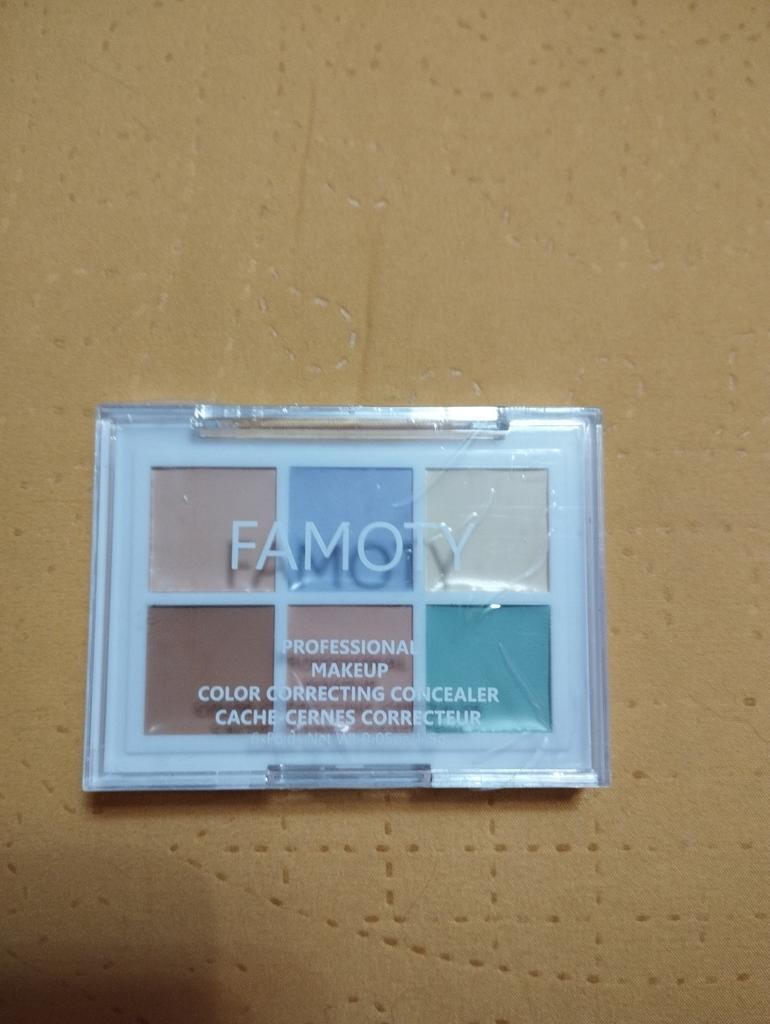 FAMOTY
PROFESSIONAL
MAKEUP
COLOR CORRECTING CONCEALER
CACHE-CERNES CORRECTEUR